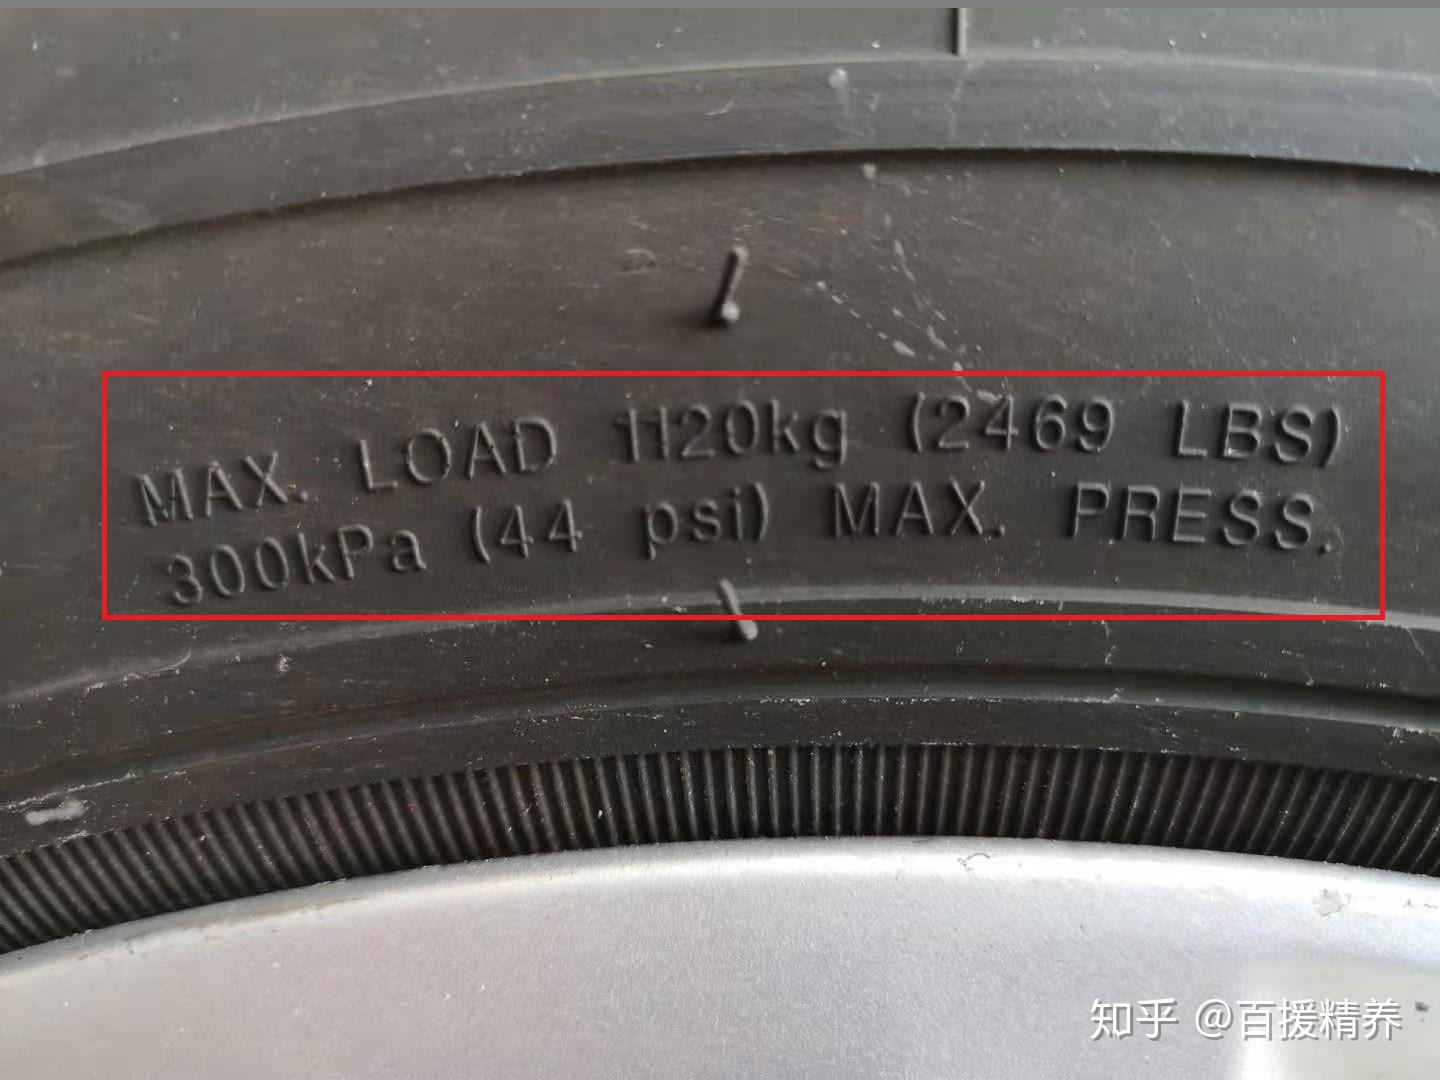 MAX. LOAD 1120kg (2469 LBS)
300kPa (44 psi) MAX. PRESS.
知乎 @百援精养